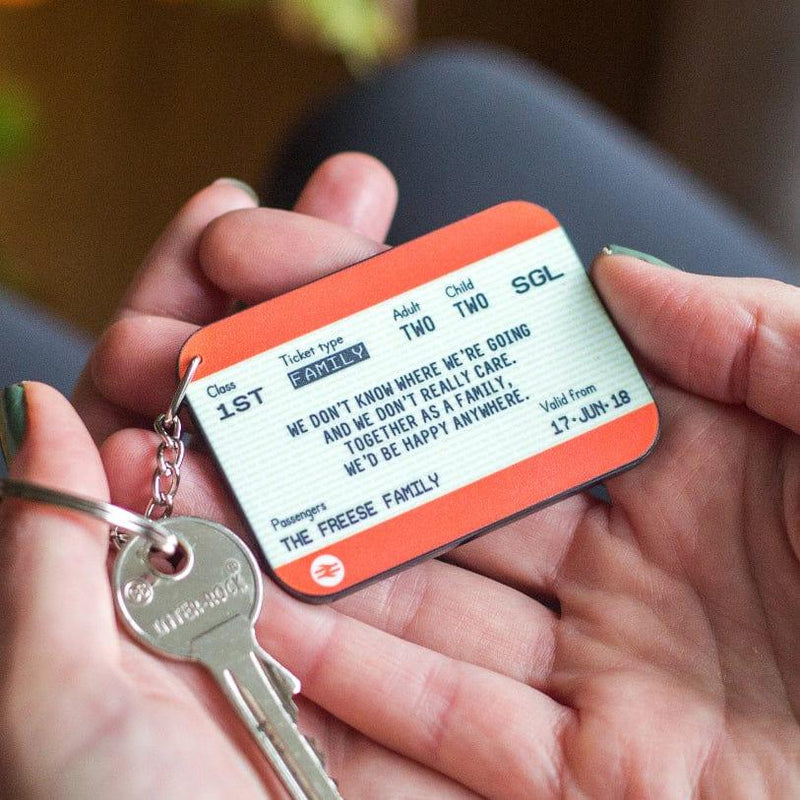 Class
1ST
Ticket type
FAMILY
Adult
TWO
Child
TWO
SGL
WE DON'T KNOW WHERE WE'RE GOING
AND WE DON'T REALLY CARE.
TOGETHER AS A FAMILY,
WE'D BE HAPPY ANYWHERE.
Valid from
17·JUN·18
Passengers
THE FREESE FAMILY
INTER-ROCK